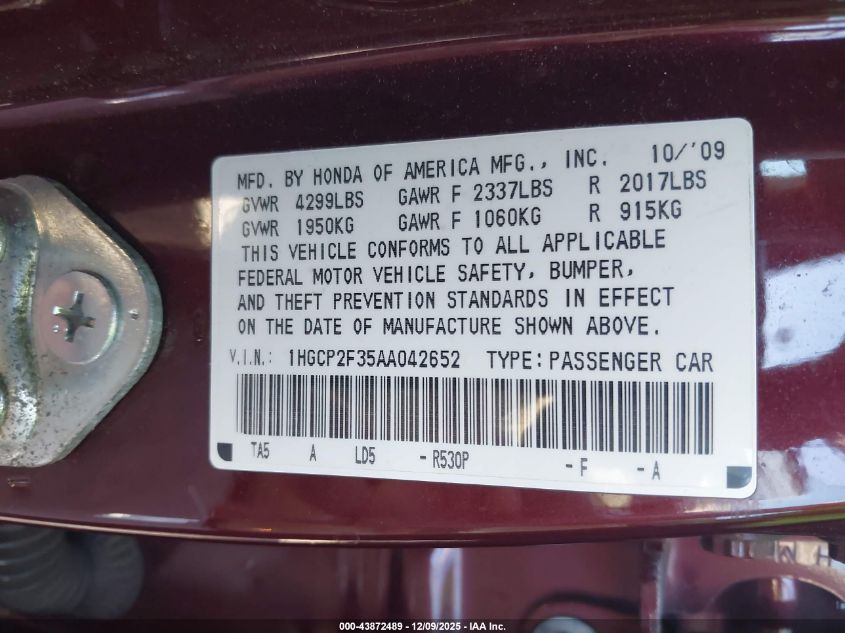 MFD. BY HONDA OF AMERICA MFG., INC. 10/'09
GVWR 4299LBS GAWR F 2337LBS R 2017LBS
GVWR 1950KG GAWR F 1060KG R 915KG
THIS VEHICLE CONFORMS TO ALL APPLICABLE
FEDERAL MOTOR VEHICLE SAFETY, BUMPER,
AND THEFT PREVENTION STANDARDS IN EFFECT
ON THE DATE OF MANUFACTURE SHOWN ABOVE.
V.I.N.: 1HGCP2F35AA042652 TYPE:PASSENGER CAR
TA5 A LD5 -R530P -F -A
000-43872489 - 12/09/2025 - IAA Inc.